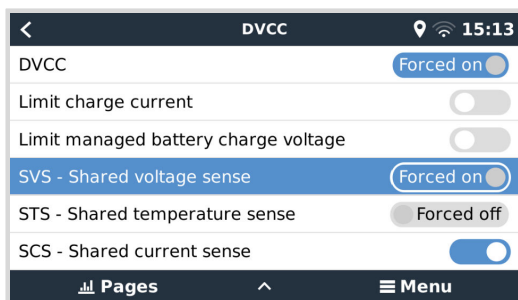 DVCC 15:13
DVCC Forced on
Limit charge current
Limit managed battery charge voltage
SVS - Shared voltage sense Forced on
STS - Shared temperature sense Forced off
SCS - Shared current sense
Pages Menu